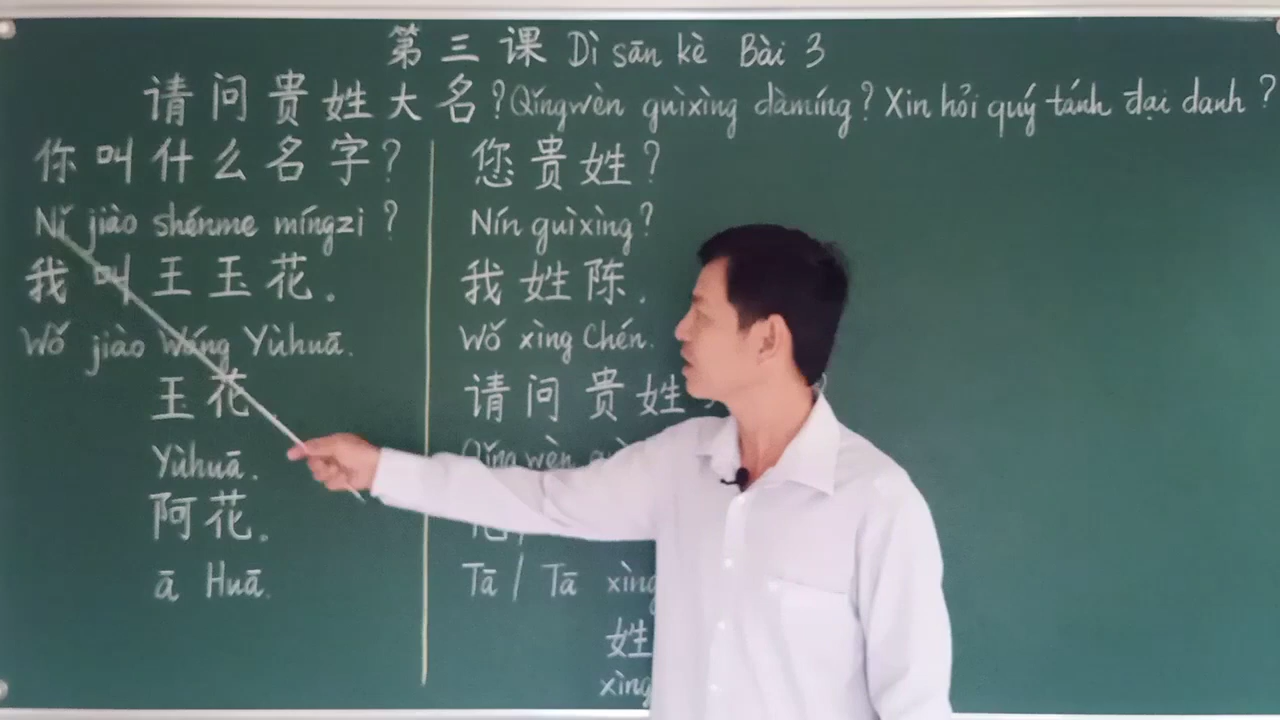 第三课 Dì sān kè Bài 3
请问贵姓大名? Qǐngwèn guìxìng dàmíng? Xin hỏi quý tánh đại danh?
你叫什么名字?
Nǐ jiào shénme míngzi?
我叫王玉花.
Wǒ jiào Wáng Yùhuā.
玉花
Yùhuā.
阿花.
ā Huā.
您贵姓?
Nín guìxìng?
我姓陈.
Wǒ xìng Chén.
请问贵姓
Qǐngwèn
Tā / Tā xìng
姓
xìng